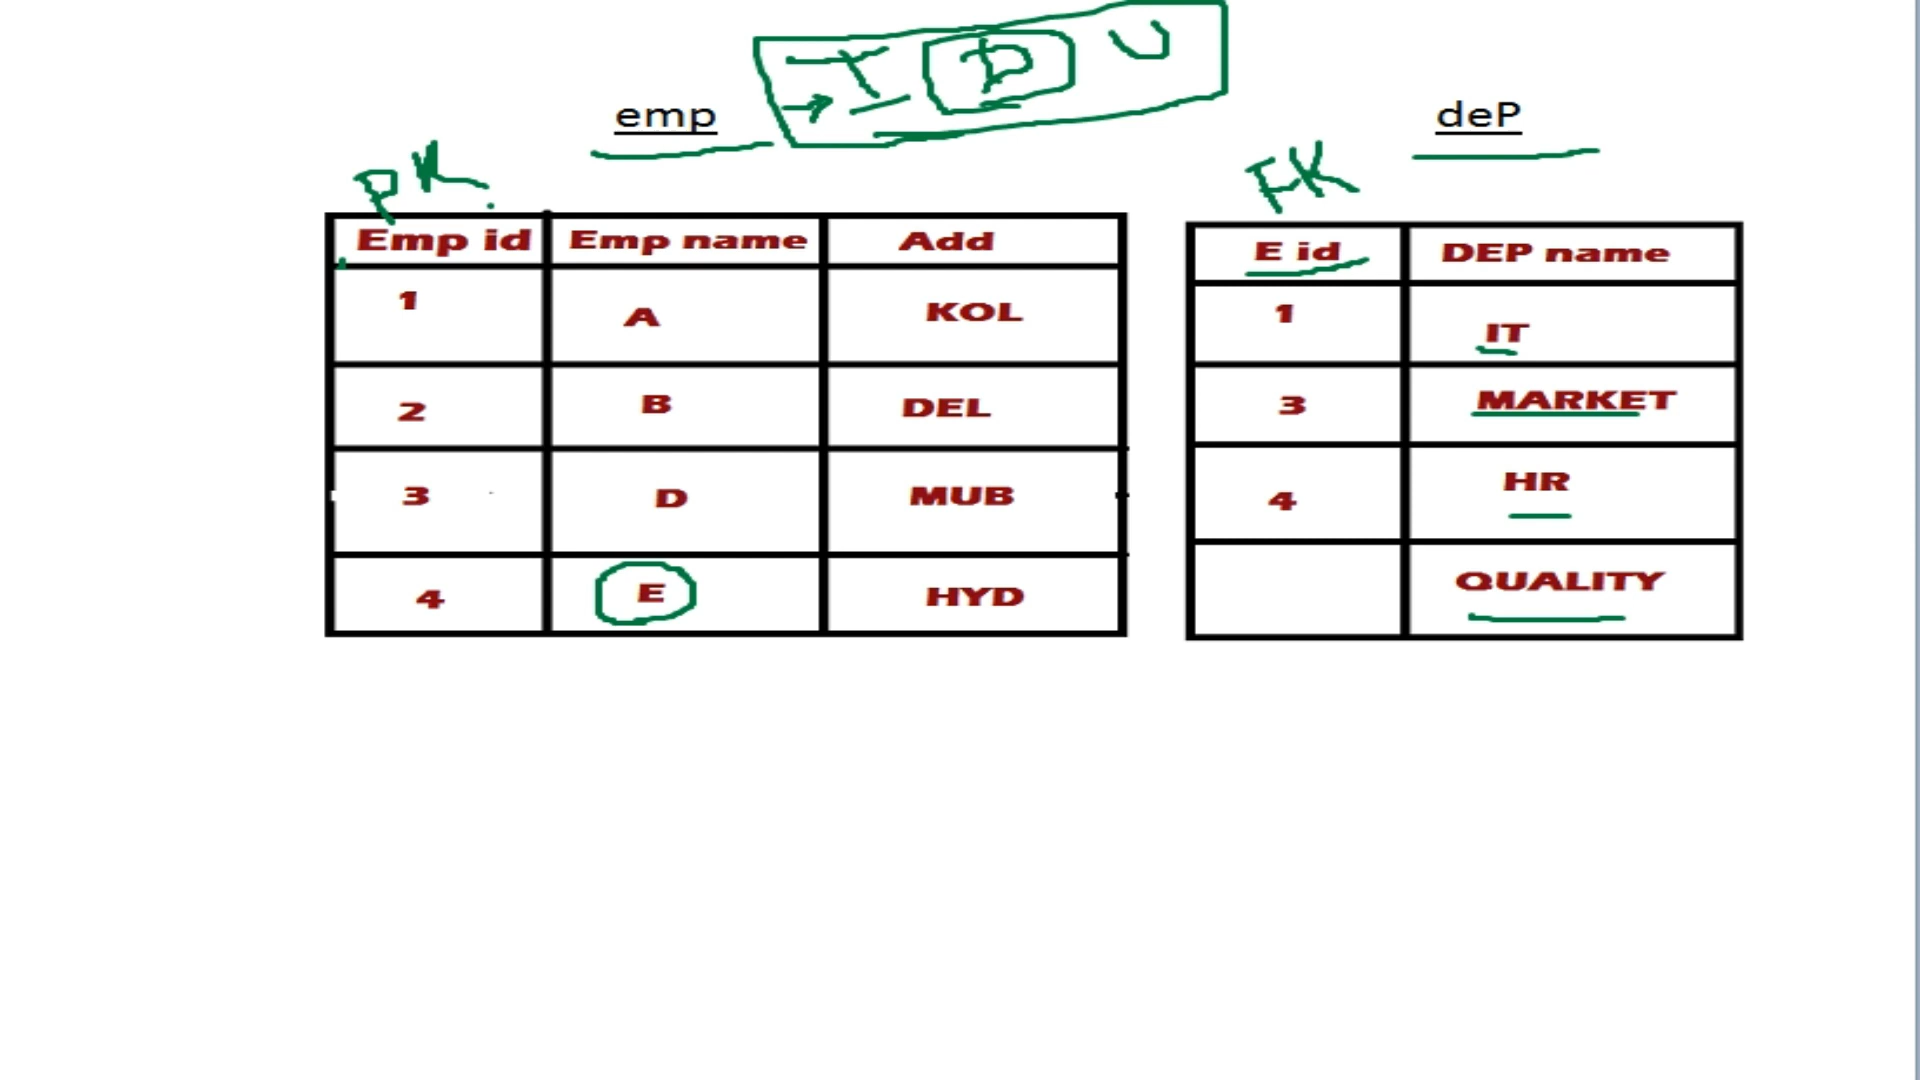 I D U
emp
deP
PK
FK
Emp id Emp name Add
1 A KOL
2 B DEL
3 D MUB
4 E HYD
E id DEP name
1 IT
3 MARKET
4 HR
QUALITY